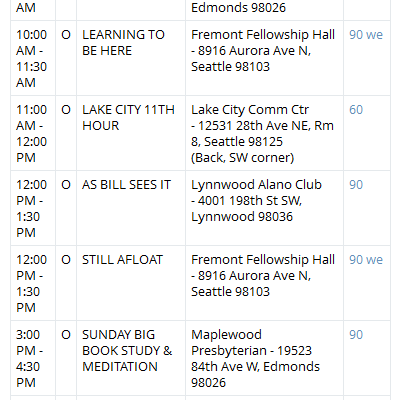 AM Edmonds 98026
10:00 O LEARNING TO Fremont Fellowship Hall 90 we
AM - BE HERE - 8916 Aurora Ave N,
11:30 Seattle 98103
AM
11:00 O LAKE CITY 11TH Lake City Comm Ctr 60
AM - HOUR - 12531 28th Ave NE, Rm
12:00 8, Seattle 98125
PM (Back, SW corner)
12:00 O AS BILL SEES IT Lynnwood Alano Club 90
PM - - 4001 198th St SW,
1:30 Lynnwood 98036
PM
12:00 O STILL AFLOAT Fremont Fellowship Hall 90 we
PM - - 8916 Aurora Ave N,
1:30 Seattle 98103
PM
3:00 O SUNDAY BIG Maplewood 90
PM - BOOK STUDY & Presbyterian - 19523
4:30 MEDITATION 84th Ave W, Edmonds
PM 98026